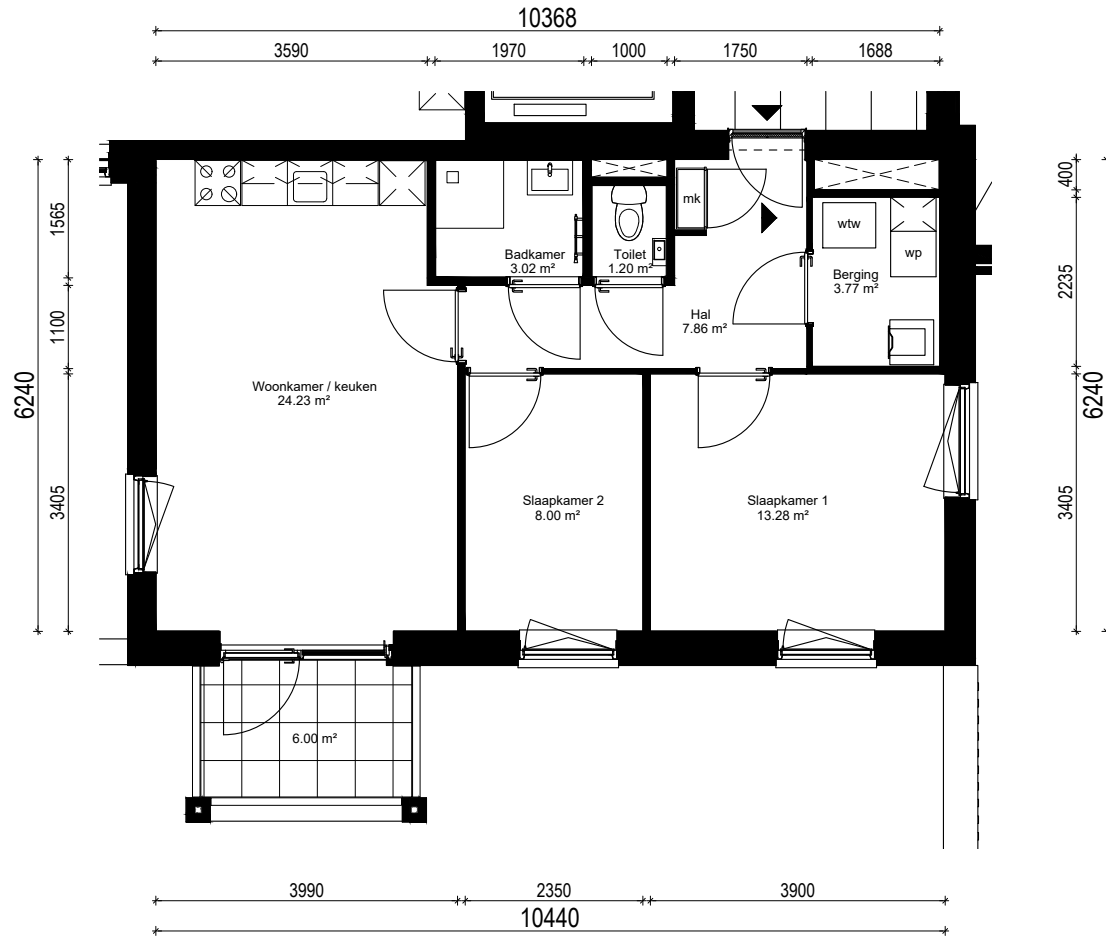 10368
3590
1970
1000
1750
1688
400
1565
2235
1100
6240
6240
3405
3405
mk
wtw
wp
Badkamer
3.02 m²
Toilet
1.20 m²
Berging
3.77 m²
Hal
7.86 m²
Woonkamer / keuken
24.23 m²
Slaapkamer 2
8.00 m²
Slaapkamer 1
13.28 m²
6.00 m²
3990
2350
3900
10440